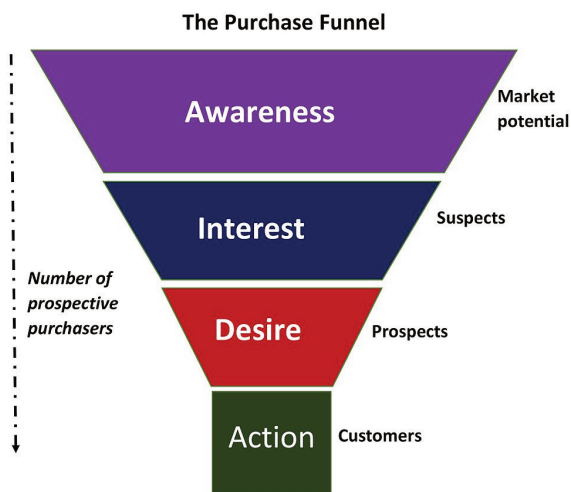 The Purchase Funnel
Awareness
Market
potential
Interest
Suspects
Number of
prospective
purchasers
Desire
Prospects
Action
Customers